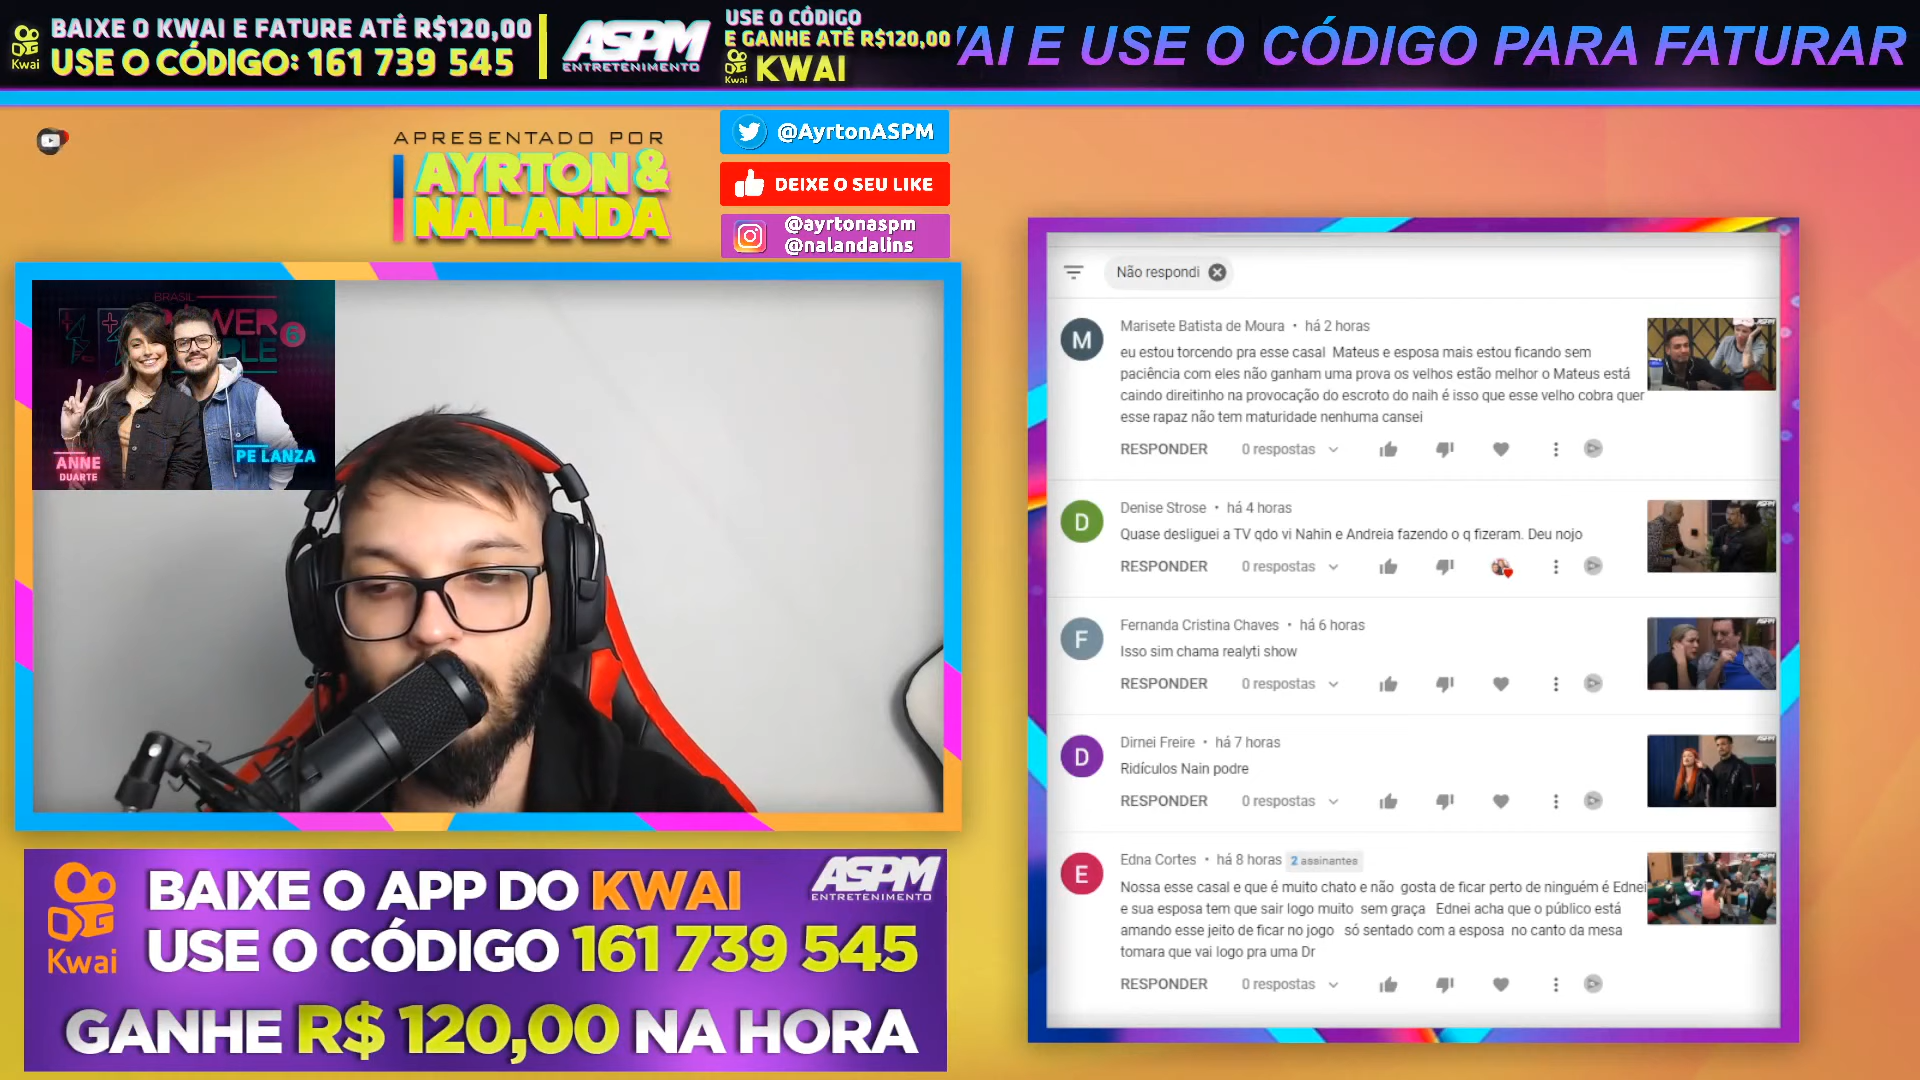 BAIXE O KWAI E FATURE ATÉ R$120,00
USE O CÓDIGO: 161 739 545
Kwai
ASPM
ENTRETENIMENTO
USE O CÓDIGO
E GANHE ATÉ R$120,00
Kwai
KWAI
AI E USE O CÓDIGO PARA FATURAR
APRESENTADO POR
AYRTON &
NALANDA
@AyrtonASPM
DEIXE O SEU LIKE
@ayrtonaspm
@nalandalins
BRASIL
ANNE
DUARTE
PE LANZA
BAIXE O APP DO KWAI
USE O CÓDIGO 161 739 545
GANHE R$ 120,00 NA HORA
Kwai
ASPM
ENTRETENIMENTO
Não respondi
M
Marisete Batista de Moura • há 2 horas
eu estou torcendo pra esse casal Mateus e esposa mais estou ficando sem
paciência com eles não ganham uma prova os velhos estão melhor o Mateus está
caindo direitinho na provocação do escroto do naih é isso que esse velho cobra quer
esse rapaz não tem maturidade nenhuma cansei
RESPONDER 0 respostas
D
Denise Strose • há 4 horas
Quase desliguei a TV qdo vi Nahin e Andreia fazendo o q fizeram. Deu nojo
RESPONDER 0 respostas
F
Fernanda Cristina Chaves • há 6 horas
Isso sim chama realyti show
RESPONDER 0 respostas
D
Dirnei Freire • há 7 horas
Ridículos Nain podre
RESPONDER 0 respostas
E
Edna Cortes • há 8 horas 2 assinantes
Nossa esse casal e que é muito chato e não gosta de ficar perto de ninguém é Ednei
e sua esposa tem que sair logo muito sem graça Ednei acha que o público está
amando esse jeito de ficar no jogo só sentado com a esposa no canto da mesa
tomara que vai logo pra uma Dr
RESPONDER 0 respostas